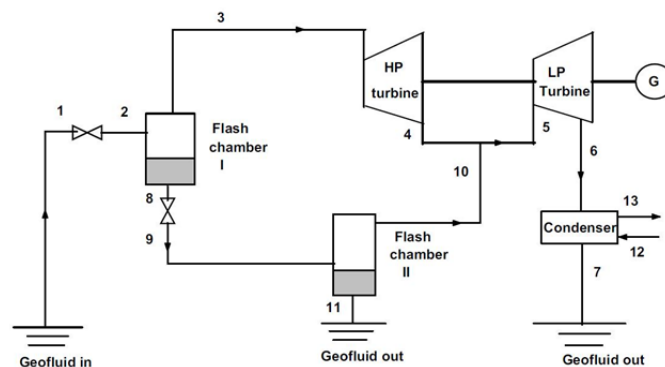 3
HP
turbine
LP
Turbine
G
1
2
Flash
chamber
I
4
5
6
10
8
9
13
Condenser
12
Flash
chamber
II
7
11
Geofluid in
Geofluid out
Geofluid out